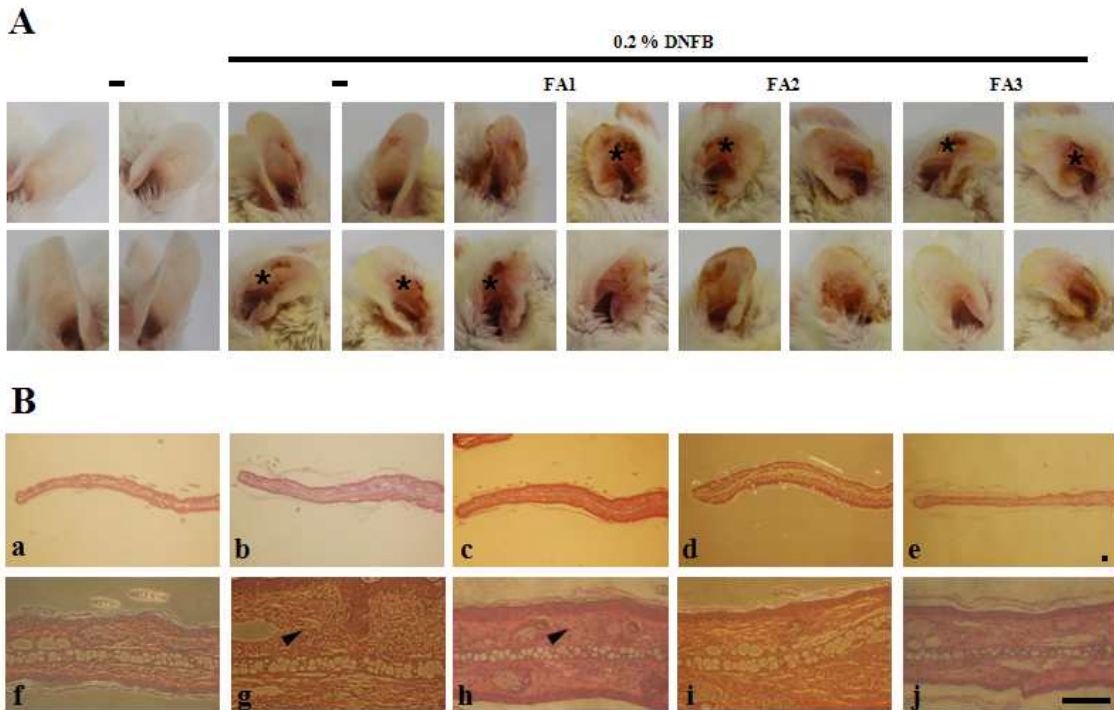 A
0.2 % DNFB
– – FA1 FA2 FA3
* * * *
* * *
B
a b c d e
f g h i j